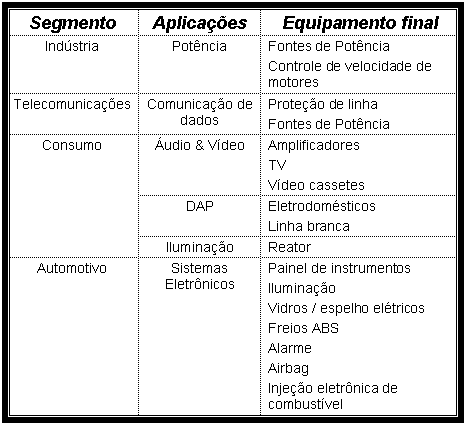 Segmento Aplicações Equipamento final
Indústria Potência Fontes de Potência
Controle de velocidade de
motores
Telecomunicações Comunicação de Proteção de linha
dados Fontes de Potência
Consumo Áudio & Vídeo Amplificadores
TV
Vídeo cassetes
DAP Eletrodomésticos
Linha branca
Iluminação Reator
Automotivo Sistemas Painel de instrumentos
Eletrônicos Iluminação
Vidros / espelho elétricos
Freios ABS
Alarme
Airbag
Injeção eletrônica de
combustível